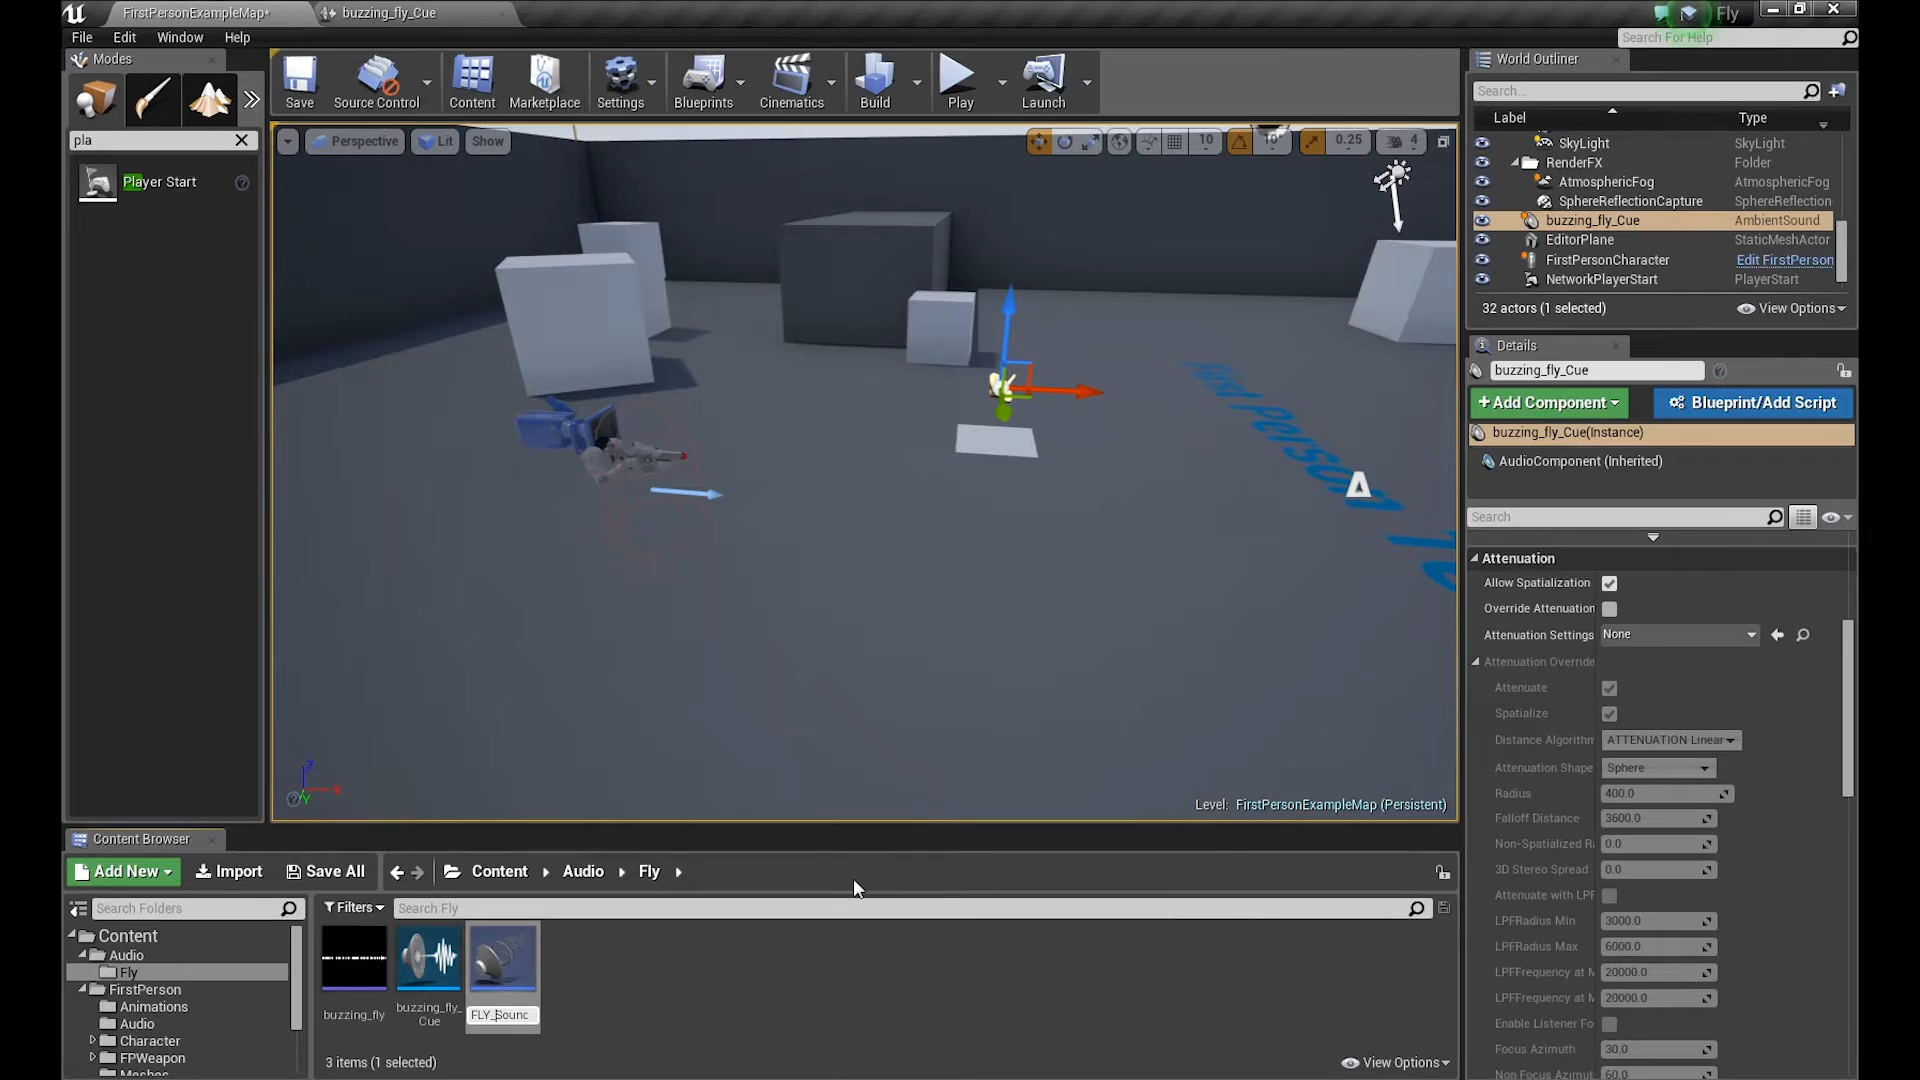 FirstPersonExampleMap*
buzzing_fly_Cue
Fly
File Edit Window Help
Search For Help
Modes
pla
Player Start
Save
Source Control
Content
Marketplace
Settings
Blueprints
Cinematics
Build
Play
Launch
Perspective Lit Show
10
10
0.25
4
First Person
Level: FirstPersonExampleMap (Persistent)
World Outliner
Search...
Label Type
SkyLight SkyLight
RenderFX Folder
AtmosphericFog AtmosphericFog
SphereReflectionCapture SphereReflection
buzzing_fly_Cue AmbientSound
EditorPlane StaticMeshActor
FirstPersonCharacter Edit FirstPerson
NetworkPlayerStart PlayerStart
32 actors (1 selected) View Options
Details
buzzing_fly_Cue
+Add Component Blueprint/Add Script
buzzing_fly_Cue(Instance)
AudioComponent (Inherited)
Search
Attenuation
Allow Spatialization
Override Attenuation
Attenuation Settings None
Attenuation Override
Attenuate
Spatialize
Distance Algorithm ATTENUATION Linear
Attenuation Shape Sphere
Radius 400.0
Falloff Distance 3600.0
Non-Spatialized R 0.0
3D Stereo Spread 0.0
Attenuate with LPF
LPFRadius Min 3000.0
LPFRadius Max 6000.0
LPFFrequency at M 20000.0
LPFFrequency at M 20000.0
Enable Listener Fo
Focus Azimuth 30.0
Non Focus Azimut 60.0
Content Browser
Add New Import Save All Content Audio Fly
Search Folders
Filters Search Fly
Content
Audio
Fly
FirstPerson
Animations
Audio
Character
FPWeapon
Meshes
buzzing_fly
buzzing_fly_
Cue
FLY_Sounc
3 items (1 selected) View Options